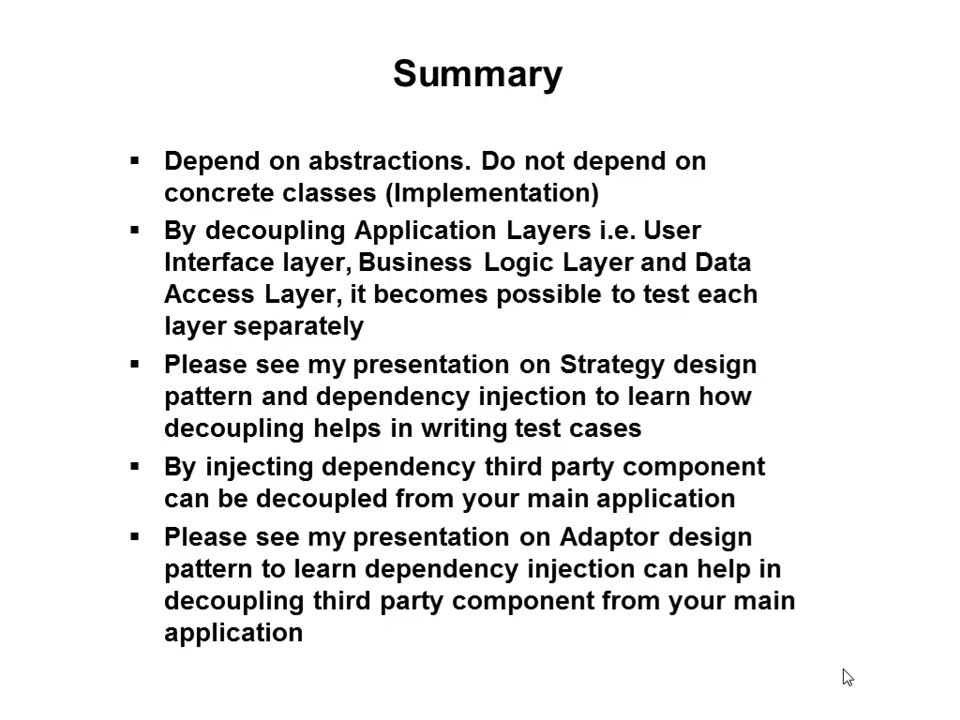 Summary
▪ Depend on abstractions. Do not depend on
concrete classes (Implementation)
▪ By decoupling Application Layers i.e. User
Interface layer, Business Logic Layer and Data
Access Layer, it becomes possible to test each
layer separately
▪ Please see my presentation on Strategy design
pattern and dependency injection to learn how
decoupling helps in writing test cases
▪ By injecting dependency third party component
can be decoupled from your main application
▪ Please see my presentation on Adaptor design
pattern to learn dependency injection can help in
decoupling third party component from your main
application